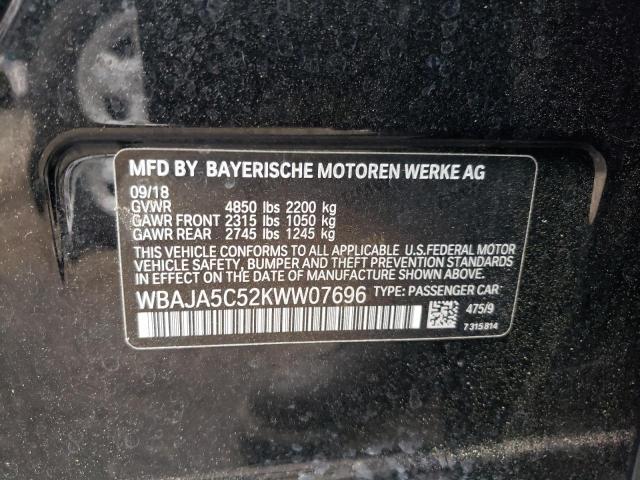 MFD BY BAYERISCHE MOTOREN WERKE AG
09/18
GVWR 4850 lbs 2200 kg
GAWR FRONT 2315 lbs 1050 kg
GAWR REAR 2745 lbs 1245 kg
THIS VEHICLE CONFORMS TO ALL APPLICABLE U.S. FEDERAL MOTOR
VEHICLE SAFETY, BUMPER AND THEFT PREVENTION STANDARDS
IN EFFECT ON THE DATE OF MANUFACTURE SHOWN ABOVE.
WBAJA5C52KWW07696 TYPE: PASSENGER CAR
475/9
7 315 814